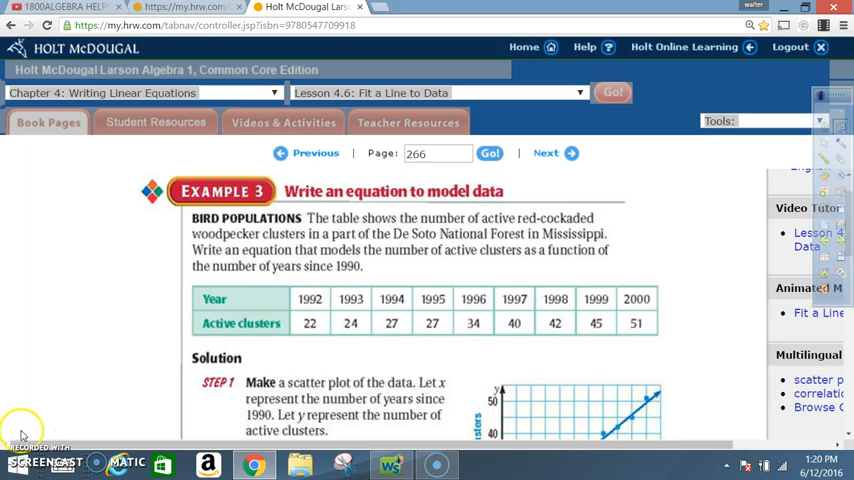 1800ALGEBRA HELP
https://my.hrw.com/tabnav/
Holt McDougal Lars
walter
https://my.hrw.com/tabnav/controller.jsp?isbn=9780547709918
HOLT McDOUGAL
Home
Help
Holt Online Learning
Logout
Holt McDougal Larson Algebra 1, Common Core Edition
Chapter 4: Writing Linear Equations
Lesson 4.6: Fit a Line to Data
Go!
Book Pages
Student Resources
Videos & Activities
Teacher Resources
Tools:
Previous | Page: 266 Go! Next
EXAMPLE 3 Write an equation to model data
BIRD POPULATIONS The table shows the number of active red-cockaded
woodpecker clusters in a part of the De Soto National Forest in Mississippi.
Write an equation that models the number of active clusters as a function of
the number of years since 1990.
Year 1992 1993 1994 1995 1996 1997 1998 1999 2000
Active clusters 22 24 27 27 34 40 42 45 51
Solution
STEP 1 Make a scatter plot of the data. Let x
represent the number of years since
1990. Let y represent the number of
active clusters.
y
50
40
Video Tutor
Lesson 4
Data
Animated M
Fit a Line
Multilingual
scatter p
correlatio
Browse C
RECORDED WITH
SCREENCAST MATIC
1:20 PM
6/12/2016